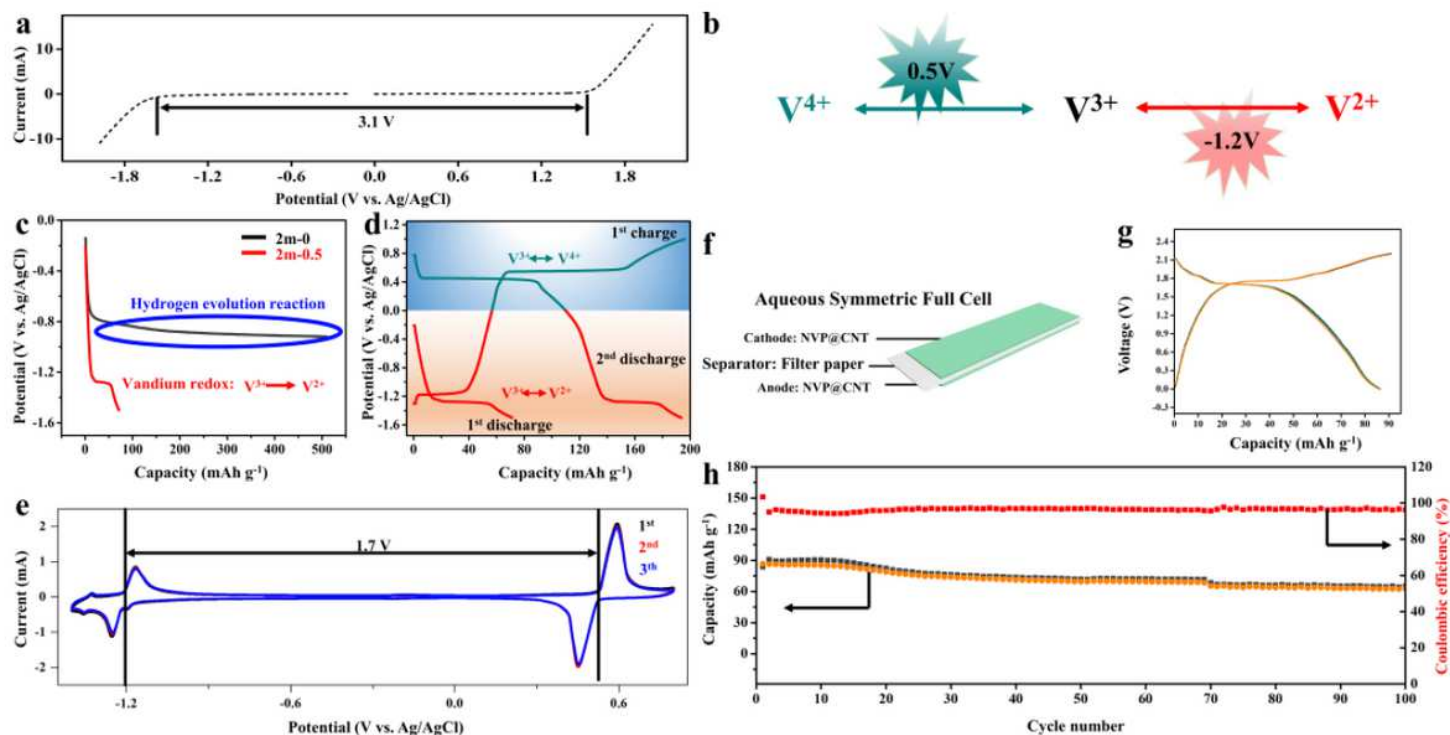 a
Current (mA)
10
0
-10
3.1 V
-1.8
-1.2
-0.6
0.0
0.6
1.2
1.8
Potential (V vs. Ag/AgCl)
b
0.5V
V4+
V3+
V2+
-1.2V
c
Potential (V vs. Ag/AgCl)
0.0
-0.4
-0.8
-1.2
-1.6
2m-0
2m-0.5
Hydrogen evolution reaction
Vandium redox: V3+ V2+
0
100
200
300
400
500
Capacity (mAh g-1)
d
Potential (V vs. Ag/AgCl)
1.2
0.8
0.4
0.0
-0.4
-0.8
-1.2
-1.6
1st charge
V3+ V4+
2nd discharge
V3+ V2+
1st discharge
0
40
80
120
160
200
Capacity (mAh g-1)
f
Aqueous Symmetric Full Cell
Cathode: NVP@CNT
Separator: Filter paper
Anode: NVP@CNT
g
Voltage (V)
2.4
2.1
1.8
1.5
1.2
0.9
0.6
0.3
0.0
-0.3
0
10
20
30
40
50
60
70
80
90
Capacity (mAh g-1)
e
Current (mA)
2
1
0
-1
-2
1.7 V
1st
2nd
3th
-1.2
-0.6
0.0
0.6
Potential (V vs. Ag/AgCl)
h
Capacity (mAh g-1)
180
150
135
90
75
60
45
30
15
0
120
100
80
60
40
20
0
Coulombic efficiency (%)
0
10
20
30
40
50
60
70
80
90
100
Cycle number